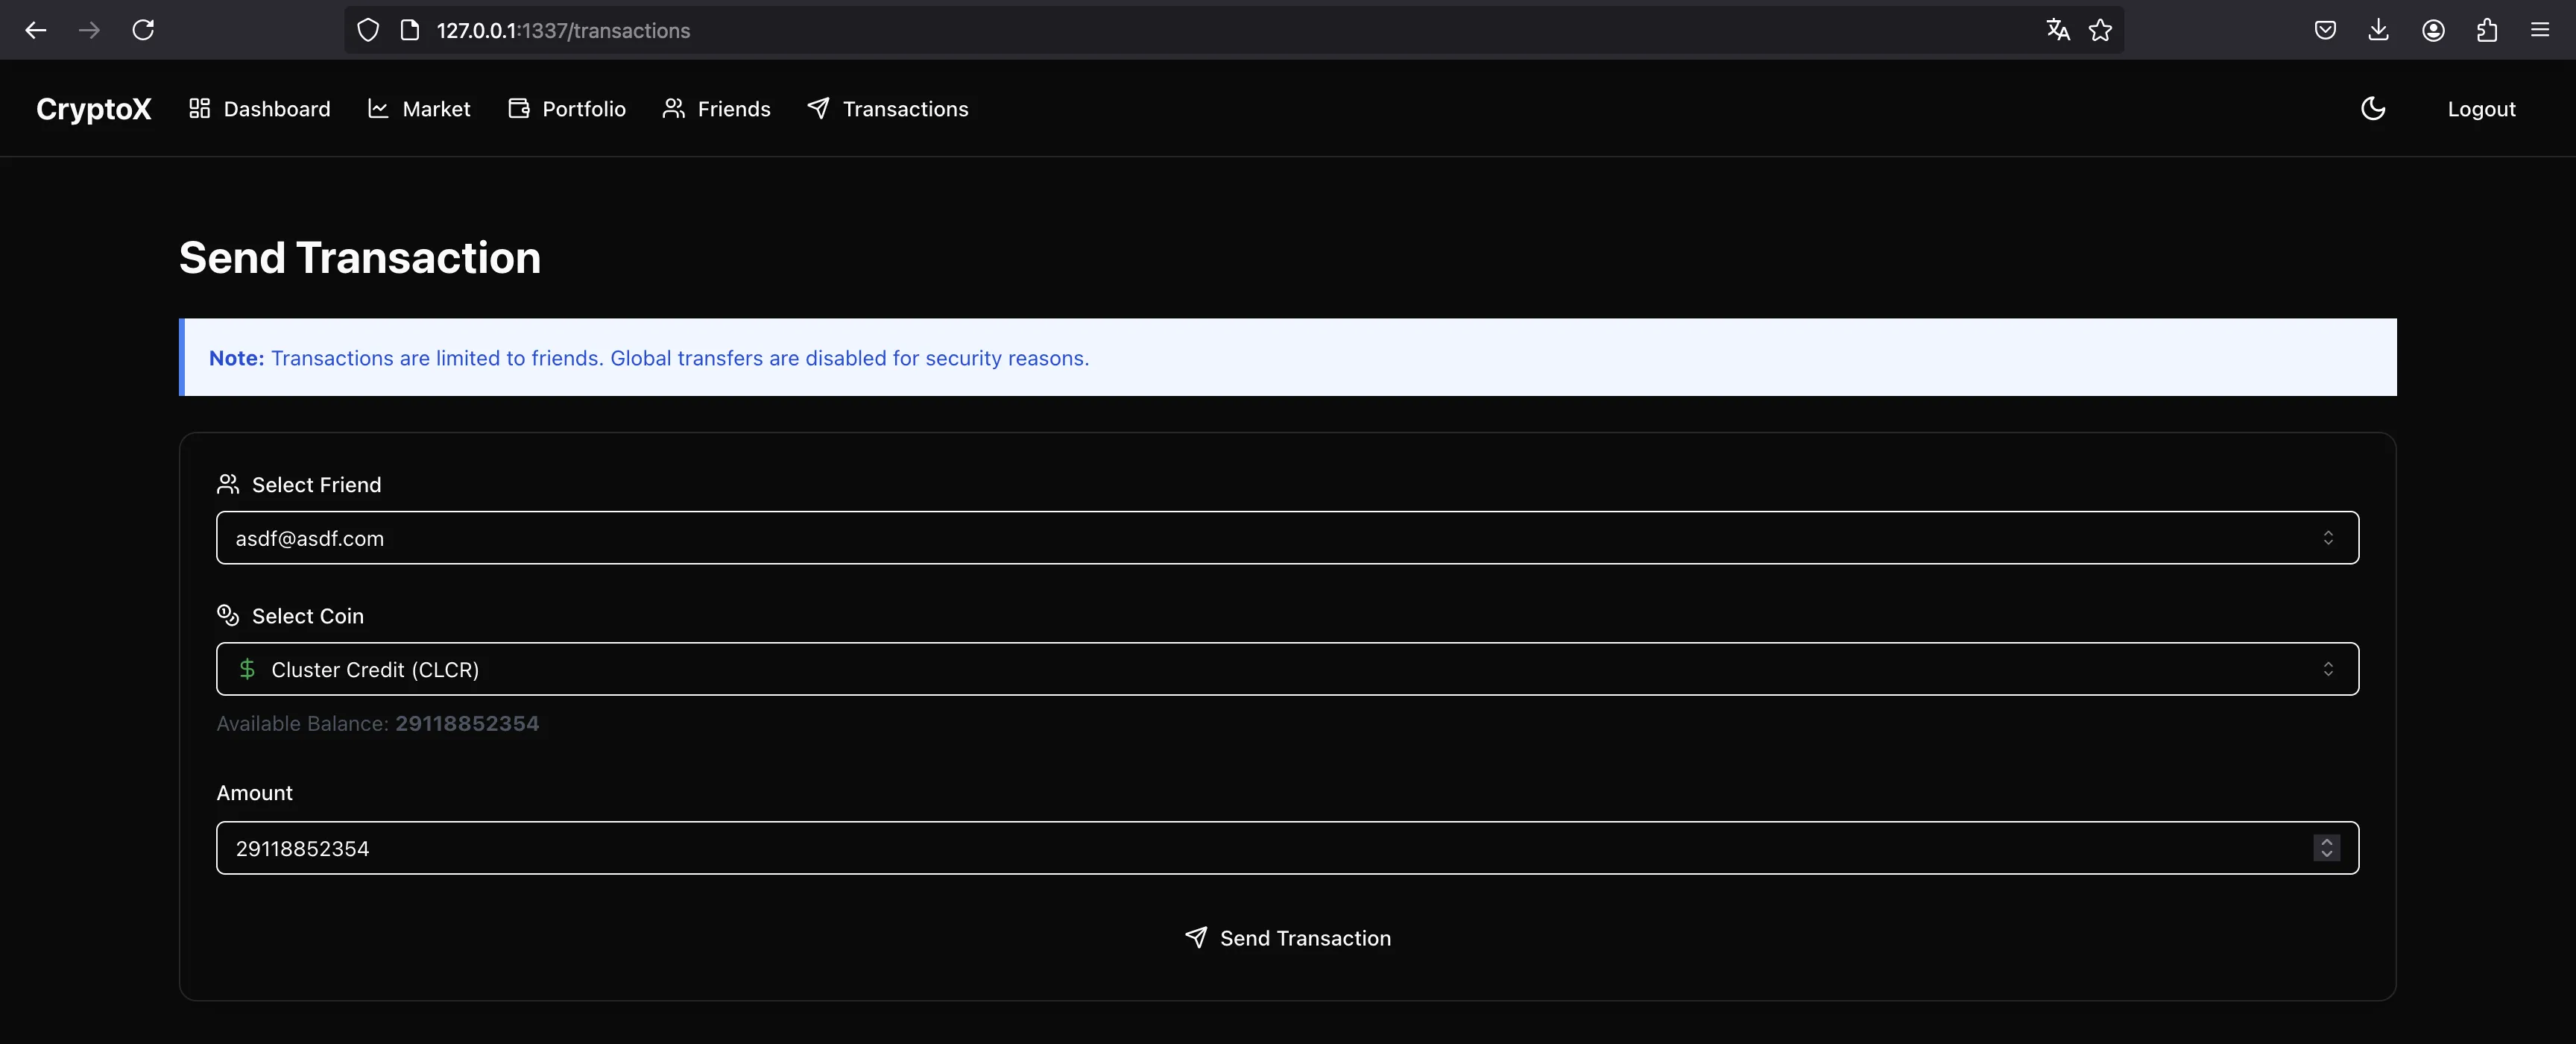 127.0.0.1:1337/transactions
CryptoX Dashboard Market Portfolio Friends Transactions Logout
Send Transaction
Note: Transactions are limited to friends. Global transfers are disabled for security reasons.
Select Friend
asdf@asdf.com
Select Coin
$ Cluster Credit (CLCR)
Available Balance: 29118852354
Amount
29118852354
Send Transaction